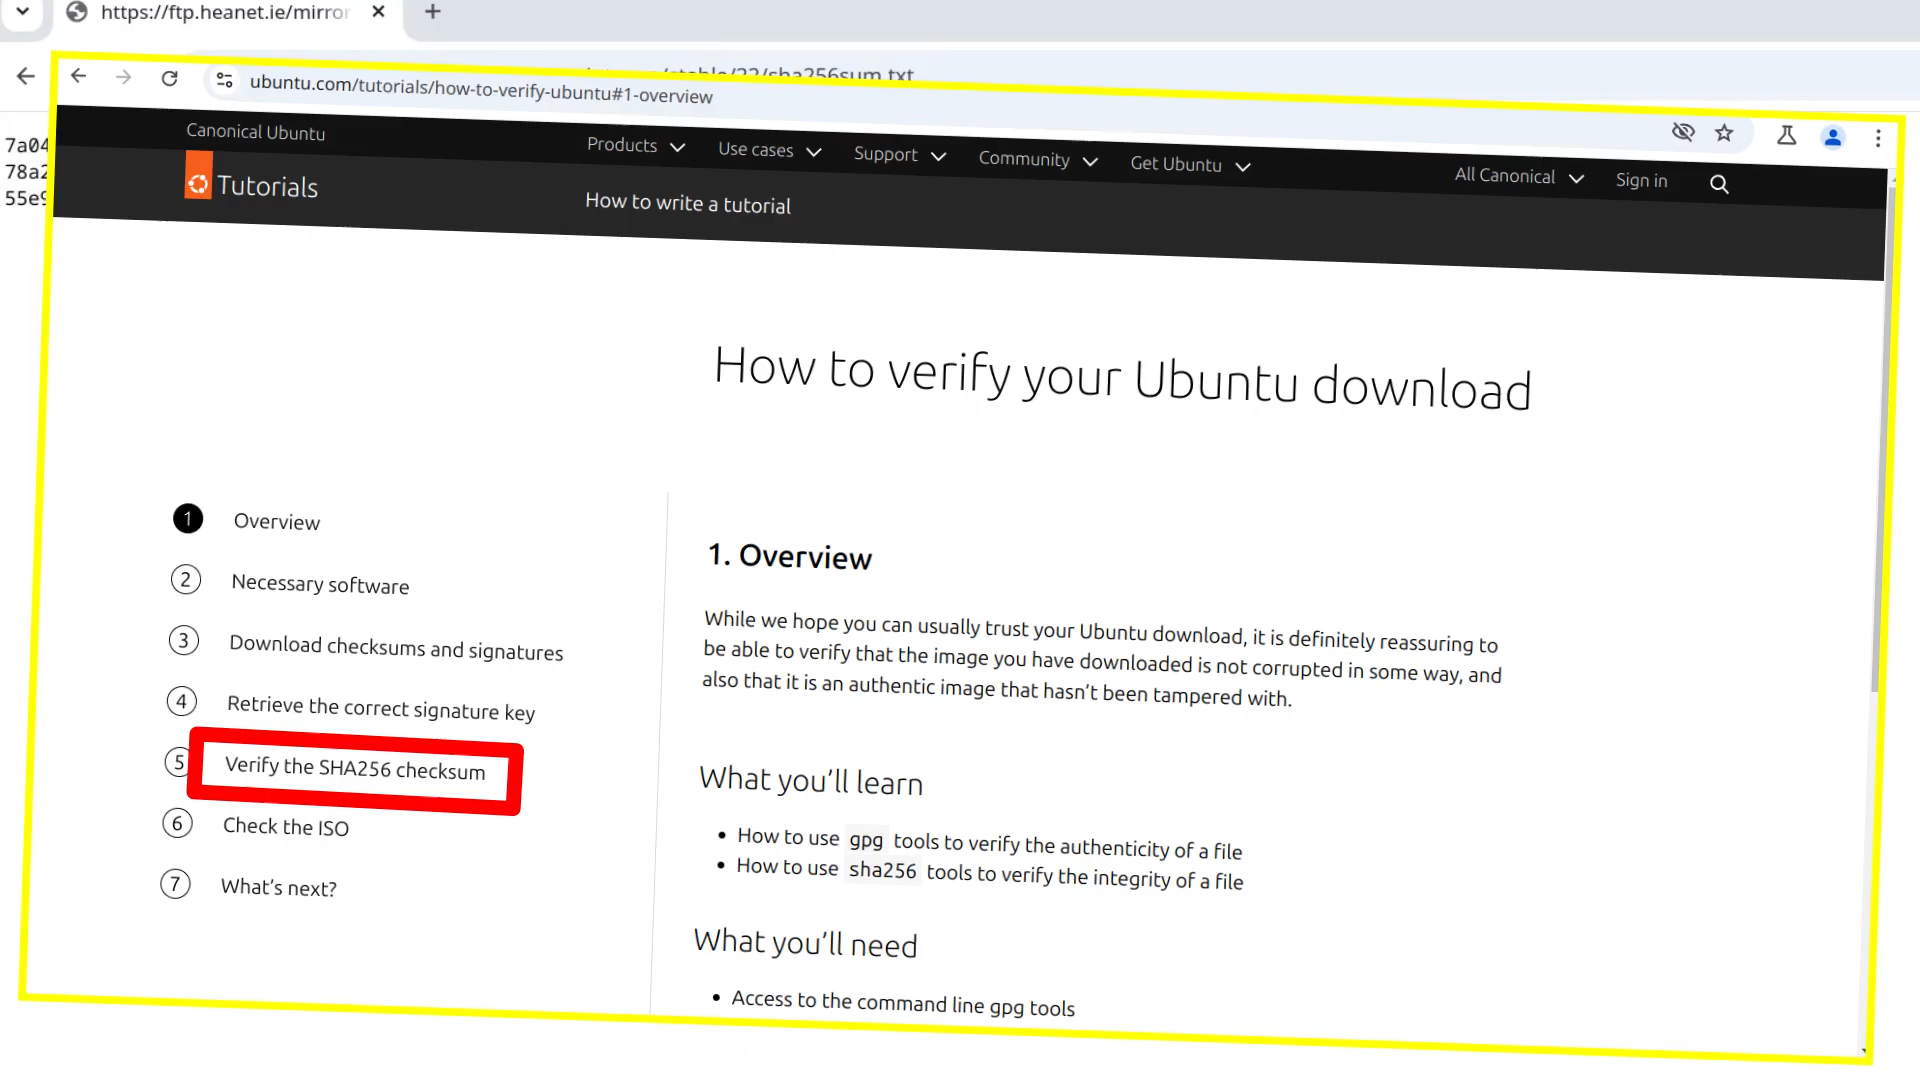 https://ftp.heanet.ie/mirror
/stable/22/sha256sum.txt
ubuntu.com/tutorials/how-to-verify-ubuntu#1-overview
7a04
78a2
55e9
Canonical Ubuntu
Products
Use cases
Support
Community
Get Ubuntu
All Canonical
Sign in
Tutorials
How to write a tutorial
How to verify your Ubuntu download
1 Overview
2 Necessary software
3 Download checksums and signatures
4 Retrieve the correct signature key
5 Verify the SHA256 checksum
6 Check the ISO
7 What's next?
1. Overview
While we hope you can usually trust your Ubuntu download, it is definitely reassuring to
be able to verify that the image you have downloaded is not corrupted in some way, and
also that it is an authentic image that hasn't been tampered with.
What you'll learn
• How to use gpg tools to verify the authenticity of a file
• How to use sha256 tools to verify the integrity of a file
What you'll need
• Access to the command line gpg tools